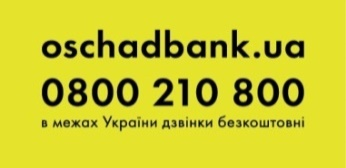 oschadbank.ua
0800 210 800
в межах України дзвінки безкоштовні